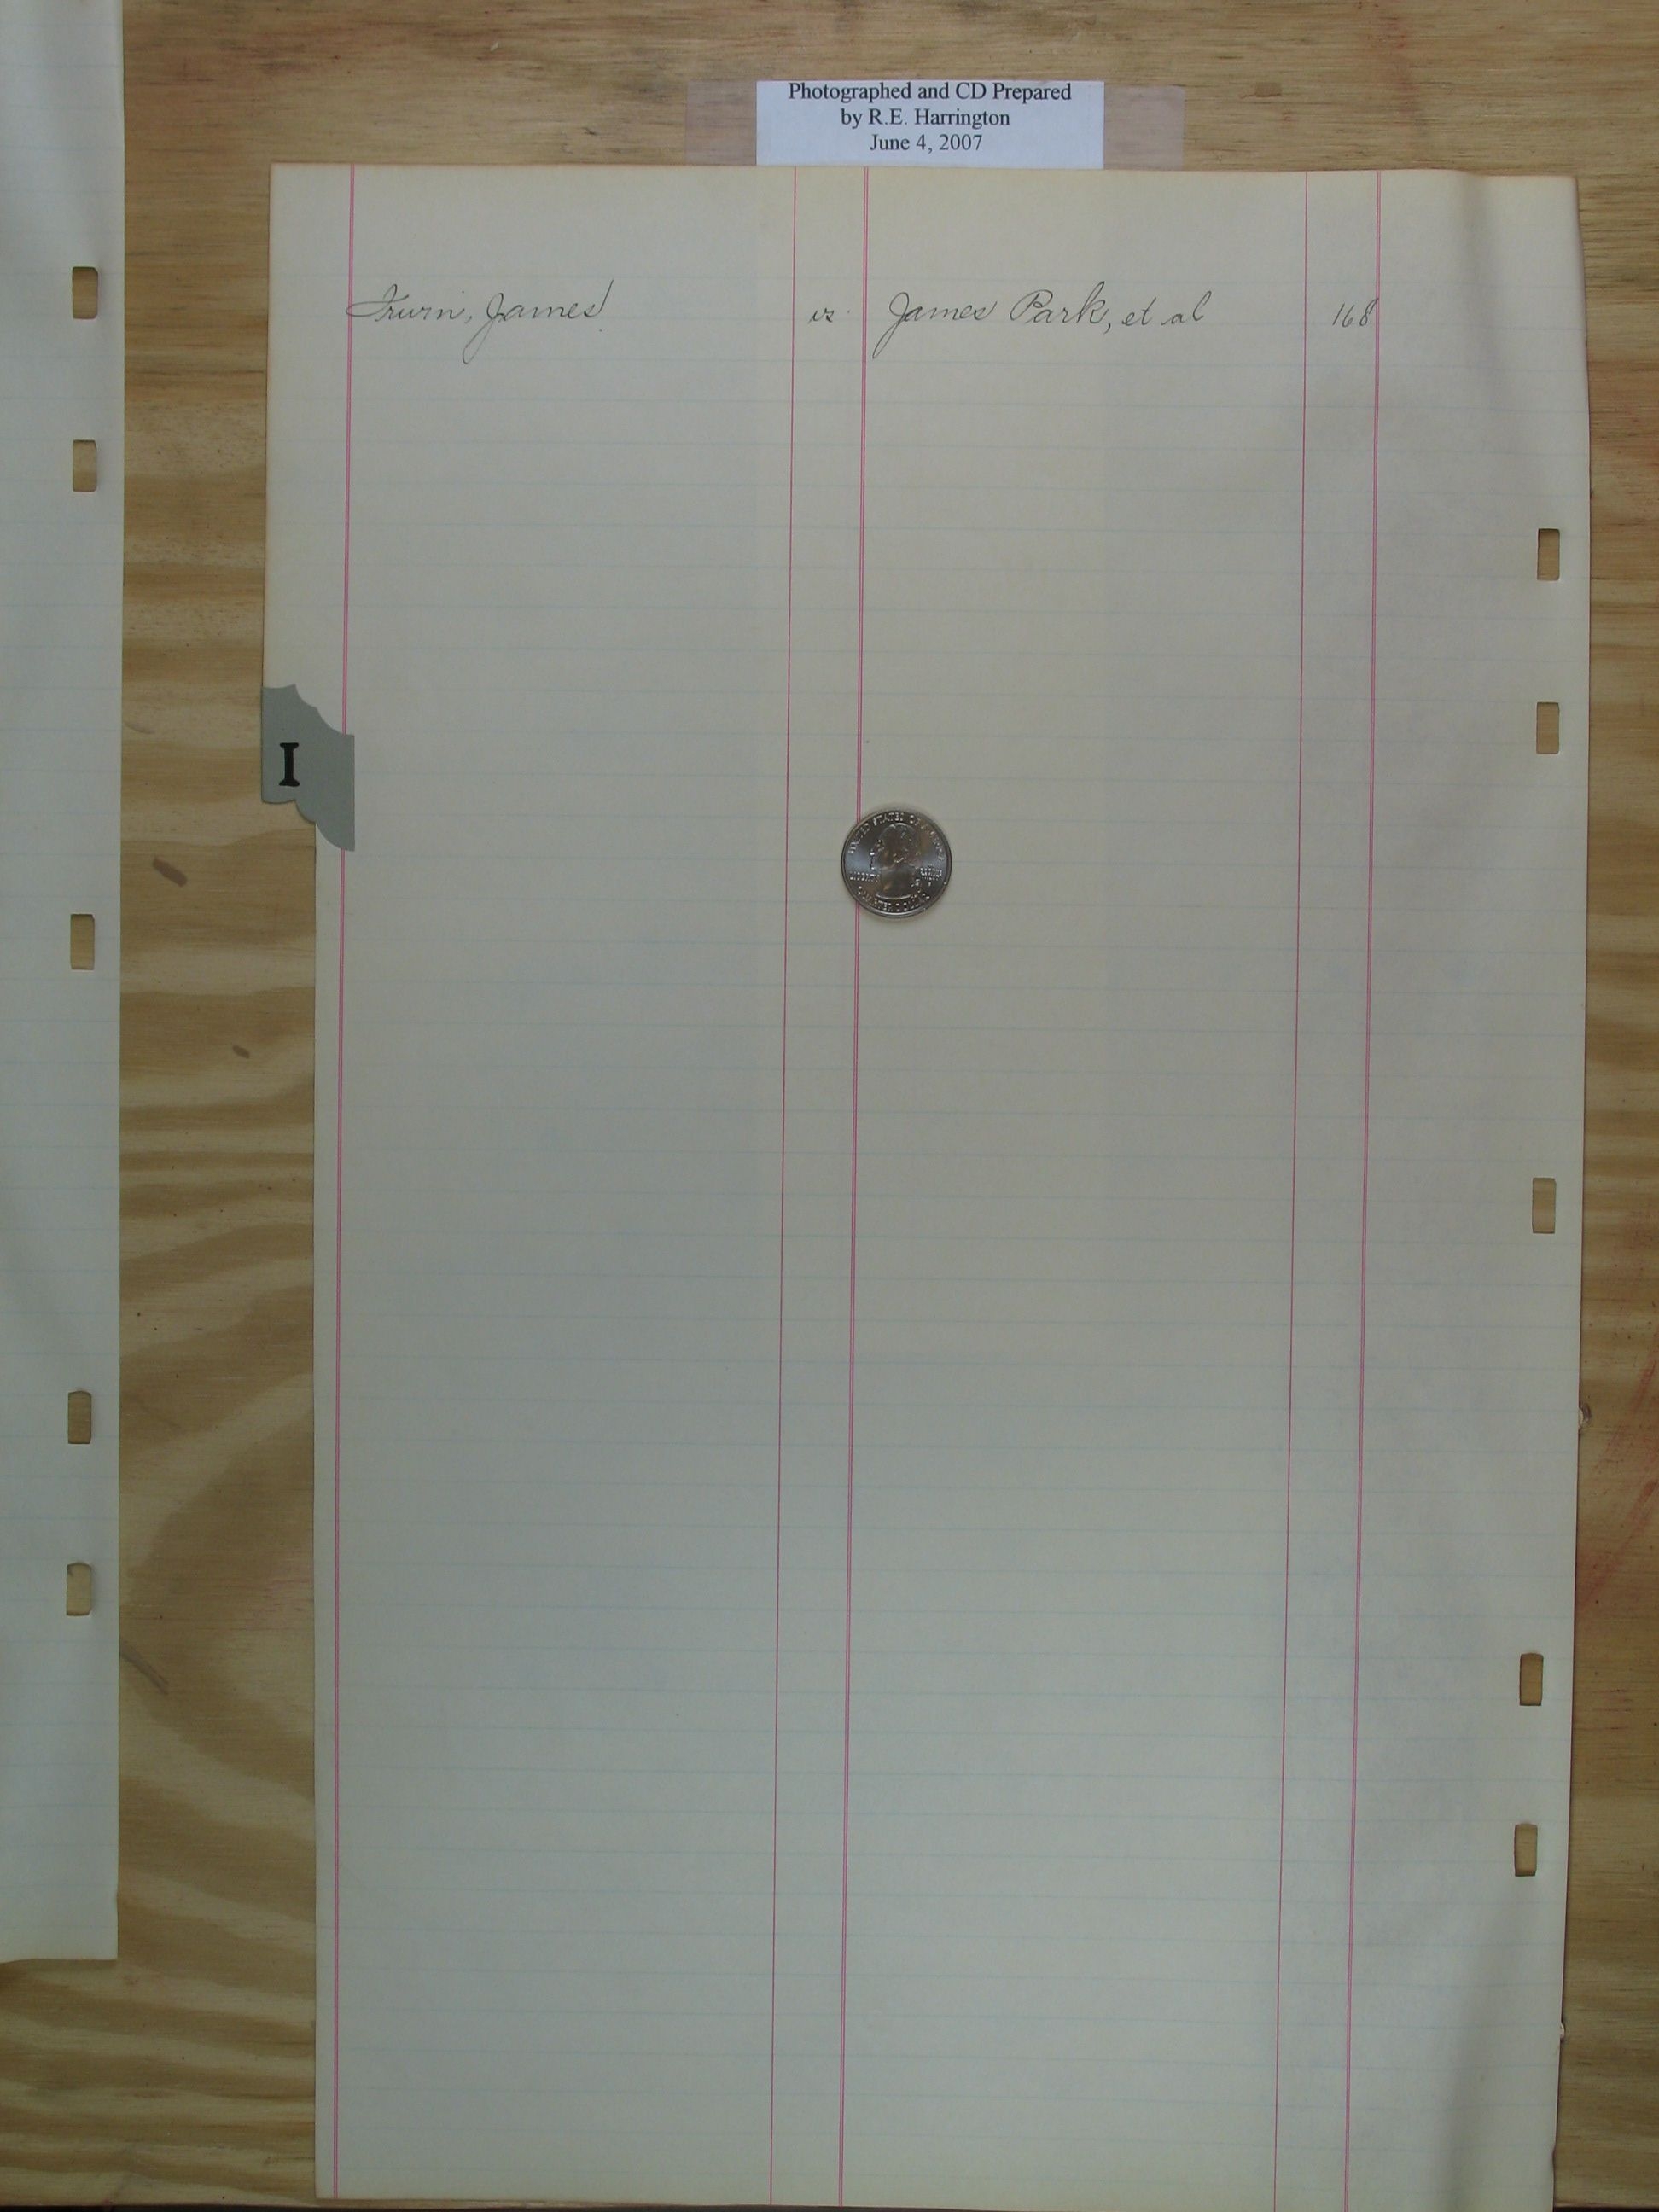 Photographed and CD Prepared
by R.E. Harrington
June 4, 2007
Irwin, James vs. James Park, et al 168
I
UNITED STATES OF AMERICA
LIBERTY
QUARTER DOLLAR